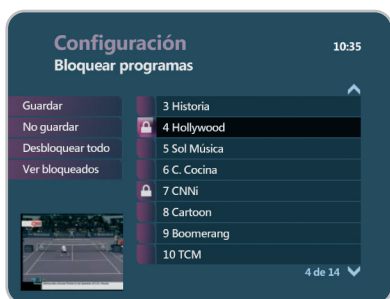 Configuración
10:35
Bloquear programas
Guardar
No guardar
Desbloquear todo
Ver bloqueados
3 Historia
4 Hollywood
5 Sol Música
6 C. Cocina
7 CNNi
8 Cartoon
9 Boomerang
10 TCM
4 de 14